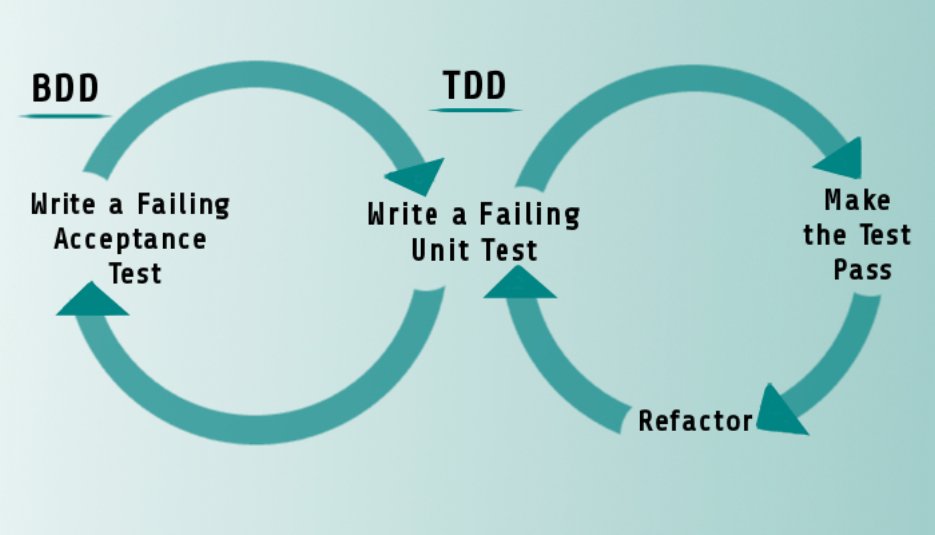 BDD
TDD
Write a Failing
Acceptance
Test
Write a Failing
Unit Test
Make
the Test
Pass
Refactor